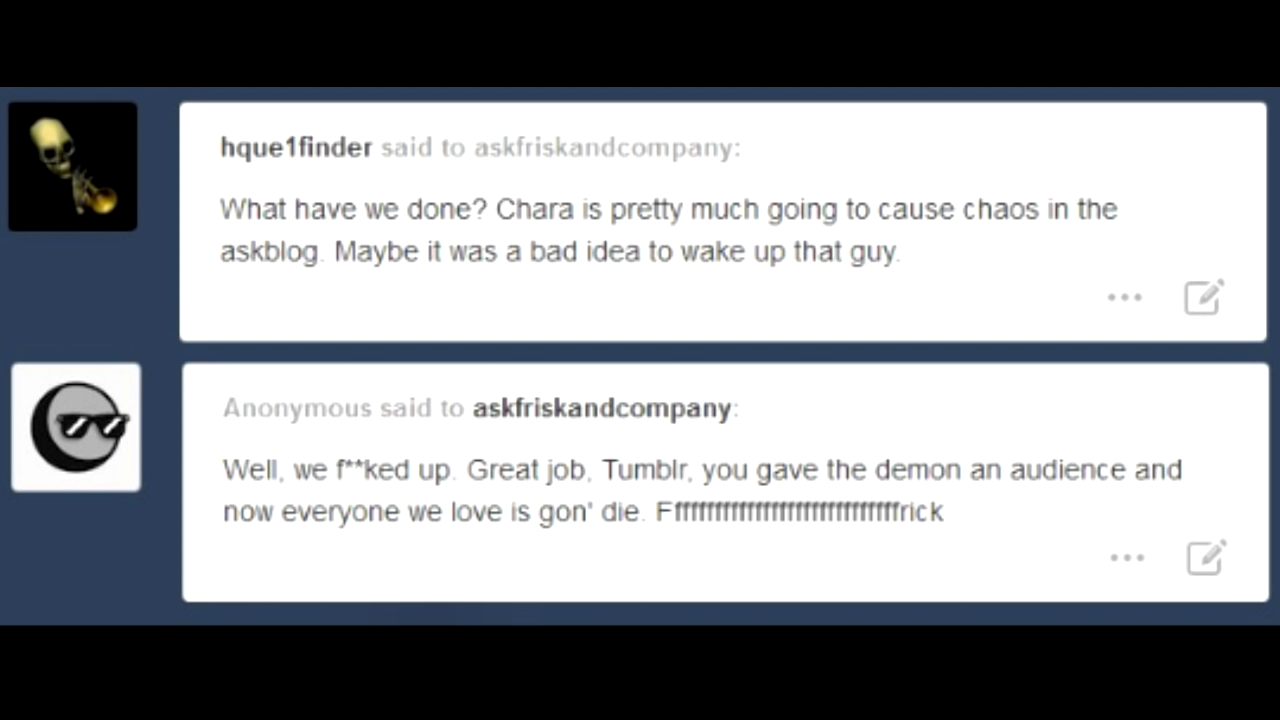 hque1finder said to askfriskandcompany:
What have we done? Chara is pretty much going to cause chaos in the
askblog. Maybe it was a bad idea to wake up that guy.
Anonymous said to askfriskandcompany:
Well, we f**ked up. Great job, Tumblr, you gave the demon an audience and
now everyone we love is gon' die. Fffffffffffffffffffffffffffffrick